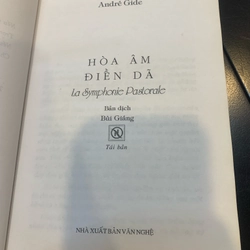 André Gide
HÒA ÂM
ĐIỀN DÃ
La Symphonie Pastorale
Bản dịch
Bùi Giáng
Tái bản
NHÀ XUẤT BẢN VĂN NGHỆ